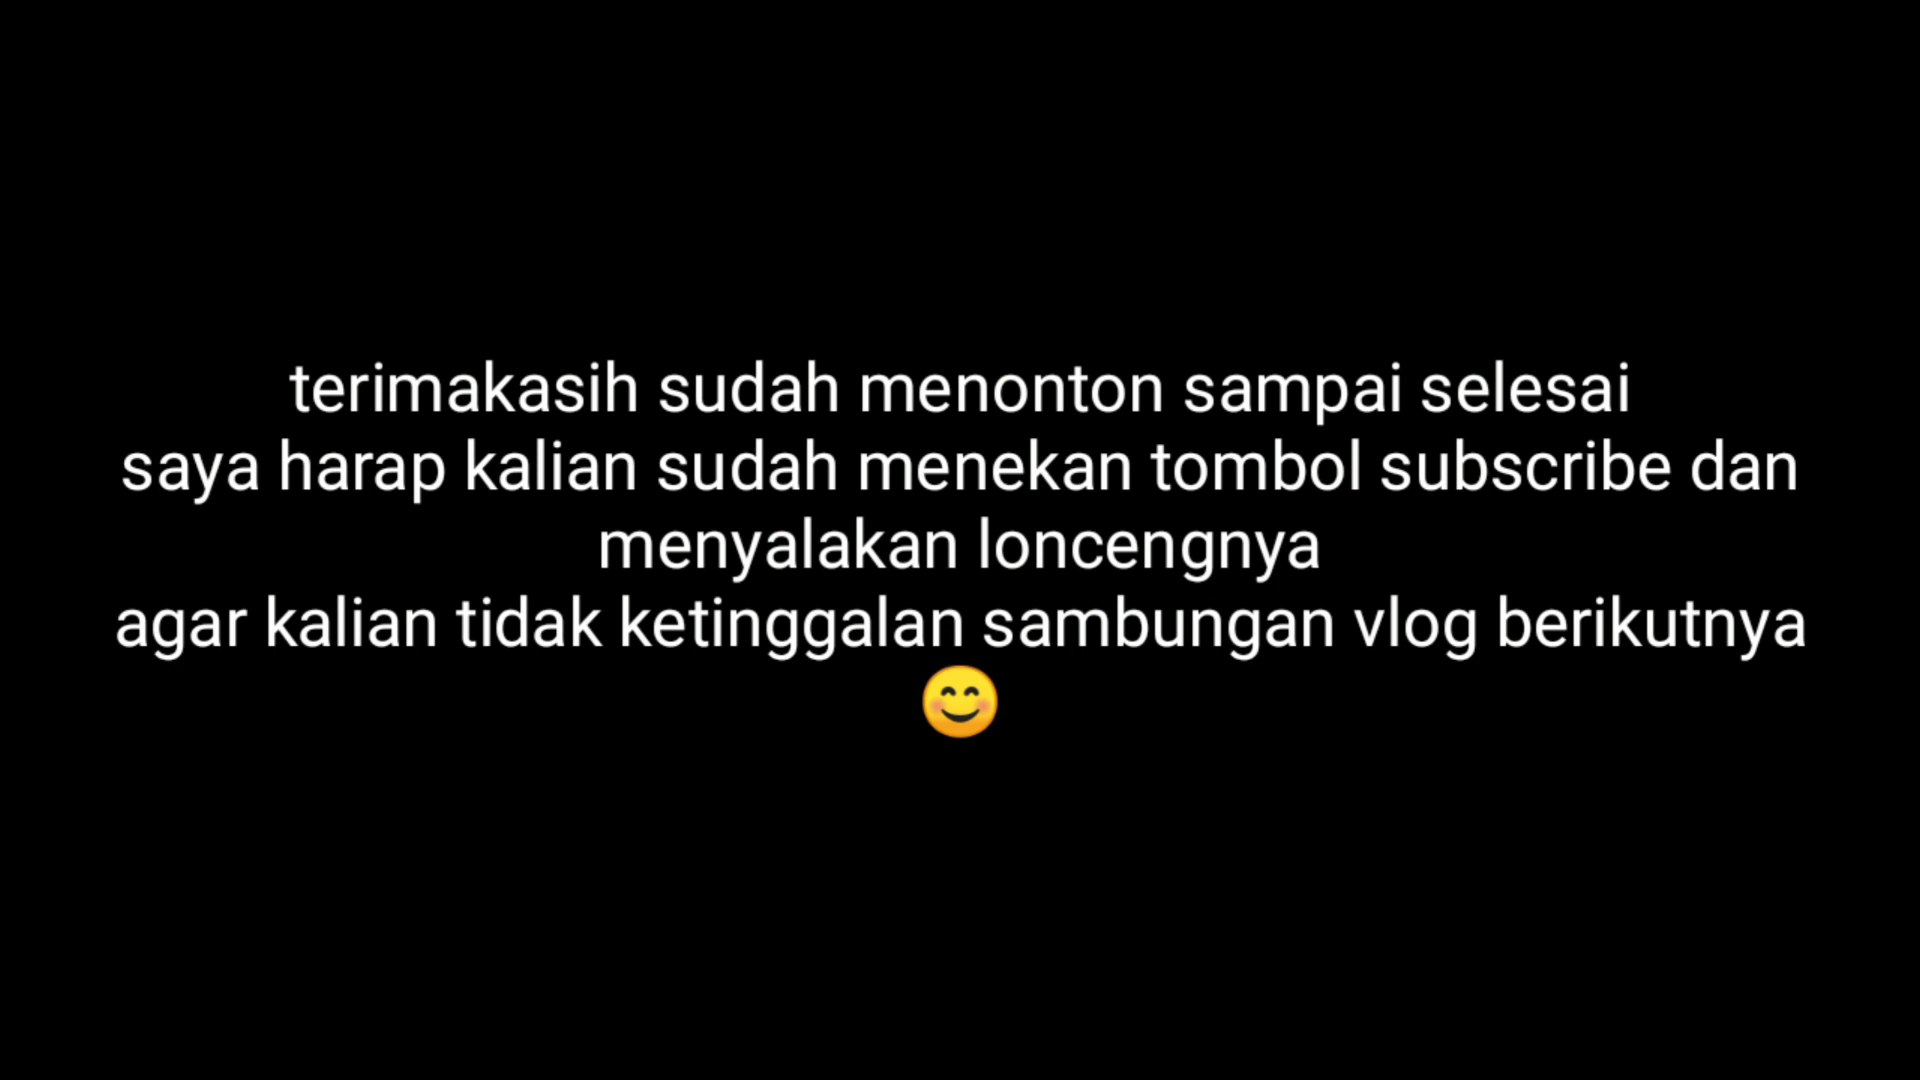 terimakasih sudah menonton sampai selesai
saya harap kalian sudah menekan tombol subscribe dan
menyalakan loncengnya
agar kalian tidak ketinggalan sambungan vlog berikutnya
😊